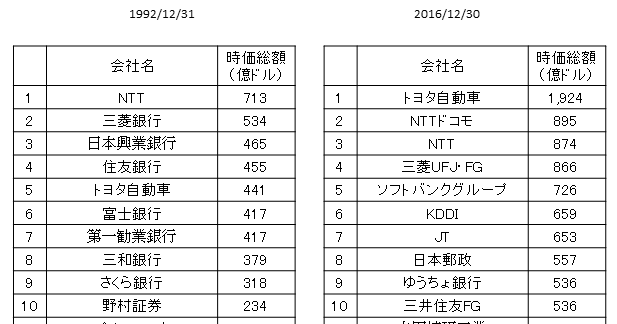 1992/12/31
会社名 時価総額
(億ドル)
1 NTT 713
2 三菱銀行 534
3 日本興業銀行 465
4 住友銀行 455
5 トヨタ自動車 441
6 富士銀行 417
7 第一勧業銀行 417
8 三和銀行 379
9 さくら銀行 318
10 野村証券 234
2016/12/30
会社名 時価総額
(億ドル)
1 トヨタ自動車 1,924
2 NTTドコモ 895
3 NTT 874
4 三菱UFJ・FG 866
5 ソフトバンクグループ 726
6 KDDI 659
7 JT 653
8 日本郵政 557
9 ゆうちょ銀行 536
10 三井住友FG 536